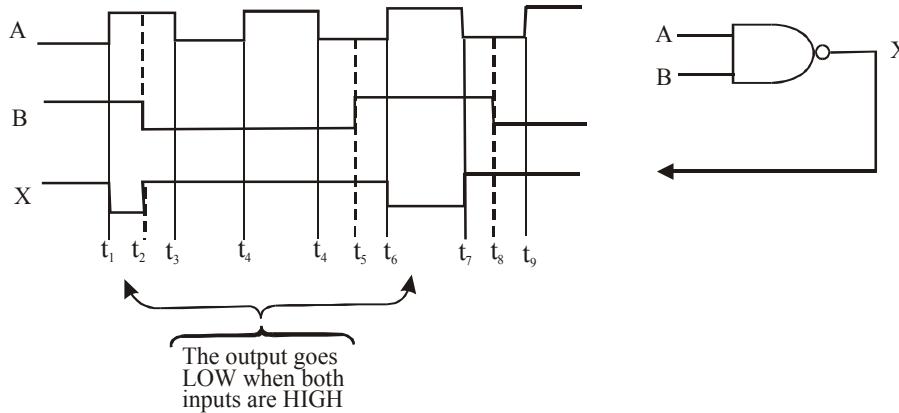 A
B
X
t1 t2 t3 t4 t4 t5 t6 t7 t8 t9
The output goes
LOW when both
inputs are HIGH
A
B
X